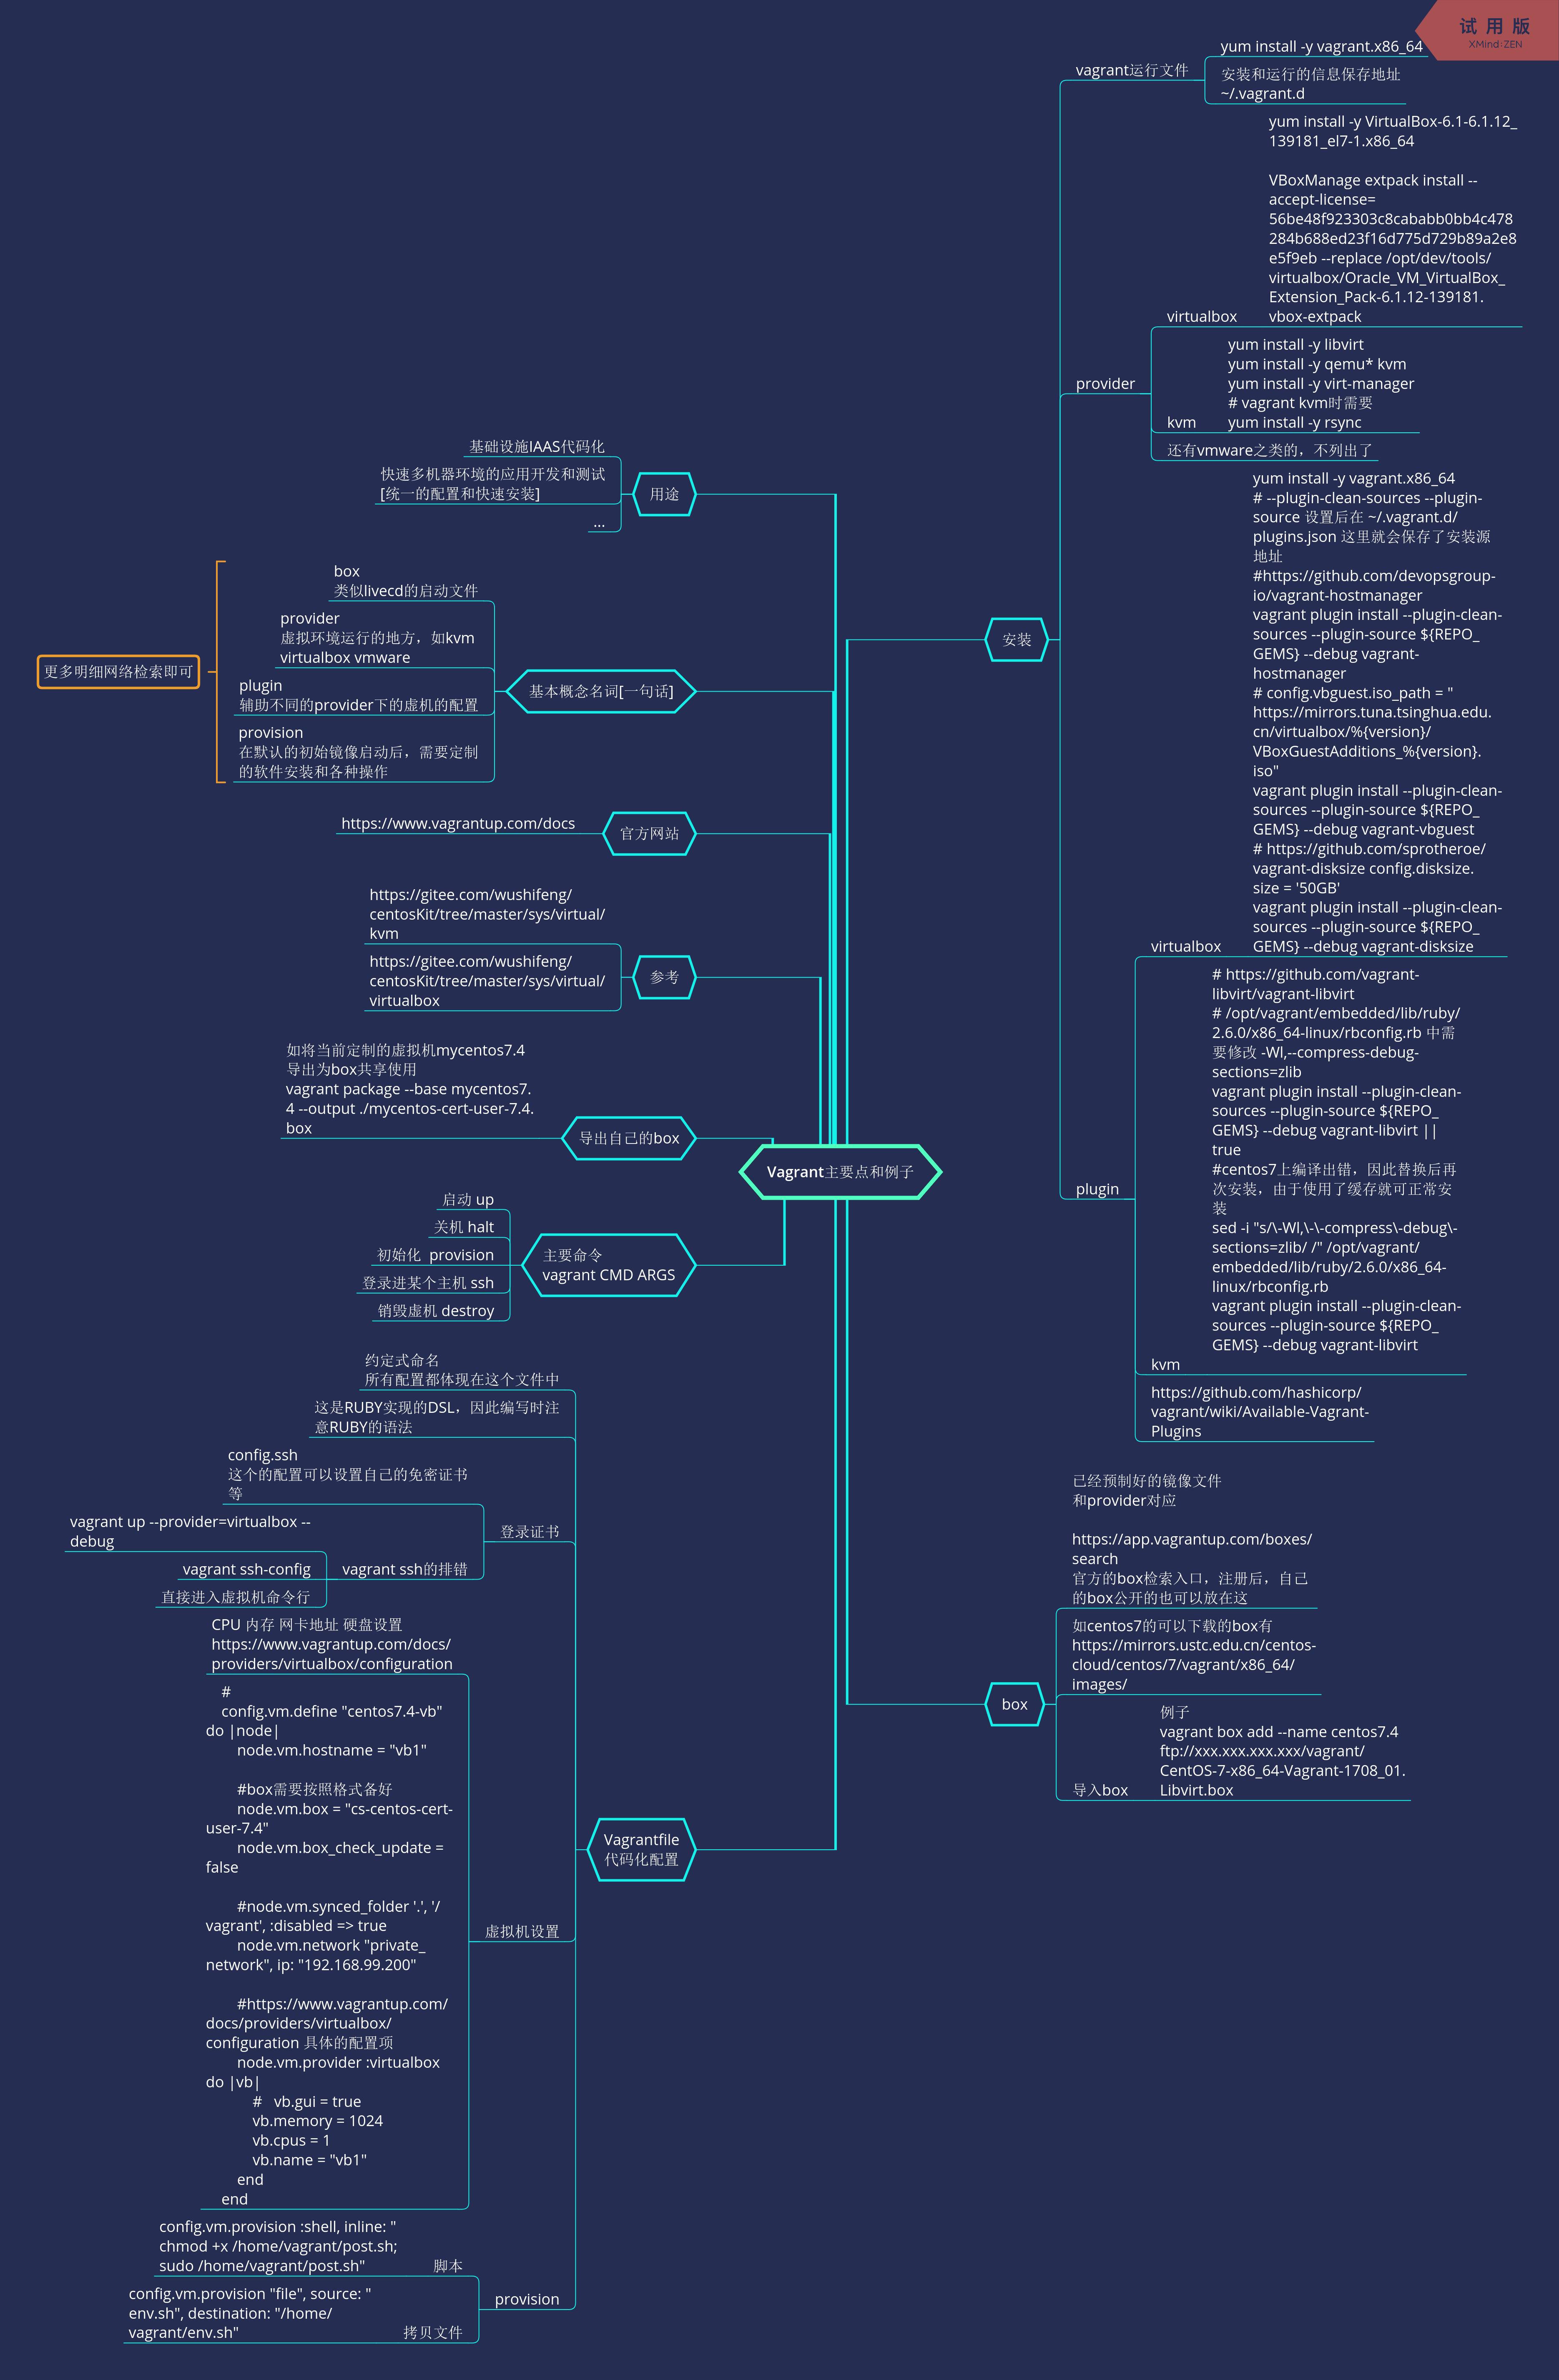 试用版
XMind:ZEN
Vagrant主要点和例子
安装
vagrant运行文件
yum install -y vagrant.x86_64
安装和运行的信息保存地址
~/.vagrant.d
provider
virtualbox
yum install -y VirtualBox-6.1-6.1.12_
139181_el7-1.x86_64
VBoxManage extpack install --
accept-license=
56be48f923303c8cababb0bb4c478
284b688ed23f16d775d729b89a2e8
e5f9eb --replace /opt/dev/tools/
virtualbox/Oracle_VM_VirtualBox_
Extension_Pack-6.1.12-139181.
vbox-extpack
kvm
yum install -y libvirt
yum install -y qemu* kvm
yum install -y virt-manager
# vagrant kvm时需要
yum install -y rsync
还有vmware之类的，不列出了
plugin
virtualbox
yum install -y vagrant.x86_64
# --plugin-clean-sources --plugin-
source 设置后在 ~/.vagrant.d/
plugins.json 这里就会保存了安装源
地址
#https://github.com/devopsgroup-
io/vagrant-hostmanager
vagrant plugin install --plugin-clean-
sources --plugin-source ${REPO_
GEMS} --debug vagrant-
hostmanager
# config.vbguest.iso_path = "
https://mirrors.tuna.tsinghua.edu.
cn/virtualbox/%{version}/
VBoxGuestAdditions_%{version}.
iso"
vagrant plugin install --plugin-clean-
sources --plugin-source ${REPO_
GEMS} --debug vagrant-vbguest
# https://github.com/sprotheroe/
vagrant-disksize config.disksize.
size = '50GB'
vagrant plugin install --plugin-clean-
sources --plugin-source ${REPO_
GEMS} --debug vagrant-disksize
kvm
# https://github.com/vagrant-
libvirt/vagrant-libvirt
# /opt/vagrant/embedded/lib/ruby/
2.6.0/x86_64-linux/rbconfig.rb 中需
要修改 -Wl,--compress-debug-
sections=zlib
vagrant plugin install --plugin-clean-
sources --plugin-source ${REPO_
GEMS} --debug vagrant-libvirt ||
true
#centos7上编译出错，因此替换后再
次安装，由于使用了缓存就可正常安
装
sed -i "s/\-Wl,\-\-compress\-debug\-
sections=zlib/ /" /opt/vagrant/
embedded/lib/ruby/2.6.0/x86_64-
linux/rbconfig.rb
vagrant plugin install --plugin-clean-
sources --plugin-source ${REPO_
GEMS} --debug vagrant-libvirt
https://github.com/hashicorp/
vagrant/wiki/Available-Vagrant-
Plugins
box
已经预制好的镜像文件
和provider对应
https://app.vagrantup.com/boxes/
search
官方的box检索入口，注册后，自己
的box公开的也可以放在这
如centos7的可以下载的box有
https://mirrors.ustc.edu.cn/centos-
cloud/centos/7/vagrant/x86_64/
images/
导入box
例子
vagrant box add --name centos7.4
ftp://xxx.xxx.xxx.xxx/vagrant/
CentOS-7-x86_64-Vagrant-1708_01.
Libvirt.box
用途
基础设施IAAS代码化
快速多机器环境的应用开发和测试
[统一的配置和快速安装]
...
基本概念名词[一句话]
box
类似livecd的启动文件
provider
虚拟环境运行的地方，如kvm
virtualbox vmware
plugin
辅助不同的provider下的虚机的配置
provision
在默认的初始镜像启动后，需要定制
的软件安装和各种操作
更多明细网络检索即可
官方网站
https://www.vagrantup.com/docs
参考
https://gitee.com/wushifeng/
centosKit/tree/master/sys/virtual/
kvm
https://gitee.com/wushifeng/
centosKit/tree/master/sys/virtual/
virtualbox
导出自己的box
如将当前定制的虚拟机mycentos7.4
导出为box共享使用
vagrant package --base mycentos7.
4 --output ./mycentos-cert-user-7.4.
box
主要命令
vagrant CMD ARGS
启动 up
关机 halt
初始化 provision
登录进某个主机 ssh
销毁虚机 destroy
Vagrantfile
代码化配置
约定式命名
所有配置都体现在这个文件中
这是RUBY实现的DSL，因此编写时注
意RUBY的语法
登录证书
config.ssh
这个的配置可以设置自己的免密证书
等
vagrant ssh的排错
vagrant up --provider=virtualbox --
debug
vagrant ssh-config
直接进入虚拟机命令行
虚拟机设置
CPU 内存 网卡地址 硬盘设置
https://www.vagrantup.com/docs/
providers/virtualbox/configuration
#
config.vm.define "centos7.4-vb"
do |node|
node.vm.hostname = "vb1"
#box需要按照格式备好
node.vm.box = "cs-centos-cert-
user-7.4"
node.vm.box_check_update =
false
#node.vm.synced_folder '.', '/
vagrant', :disabled => true
node.vm.network "private_
network", ip: "192.168.99.200"
#https://www.vagrantup.com/
docs/providers/virtualbox/
configuration 具体的配置项
node.vm.provider :virtualbox
do |vb|
# vb.gui = true
vb.memory = 1024
vb.cpus = 1
vb.name = "vb1"
end
end
provision
脚本
config.vm.provision :shell, inline: "
chmod +x /home/vagrant/post.sh;
sudo /home/vagrant/post.sh"
拷贝文件
config.vm.provision "file", source: "
env.sh", destination: "/home/
vagrant/env.sh"